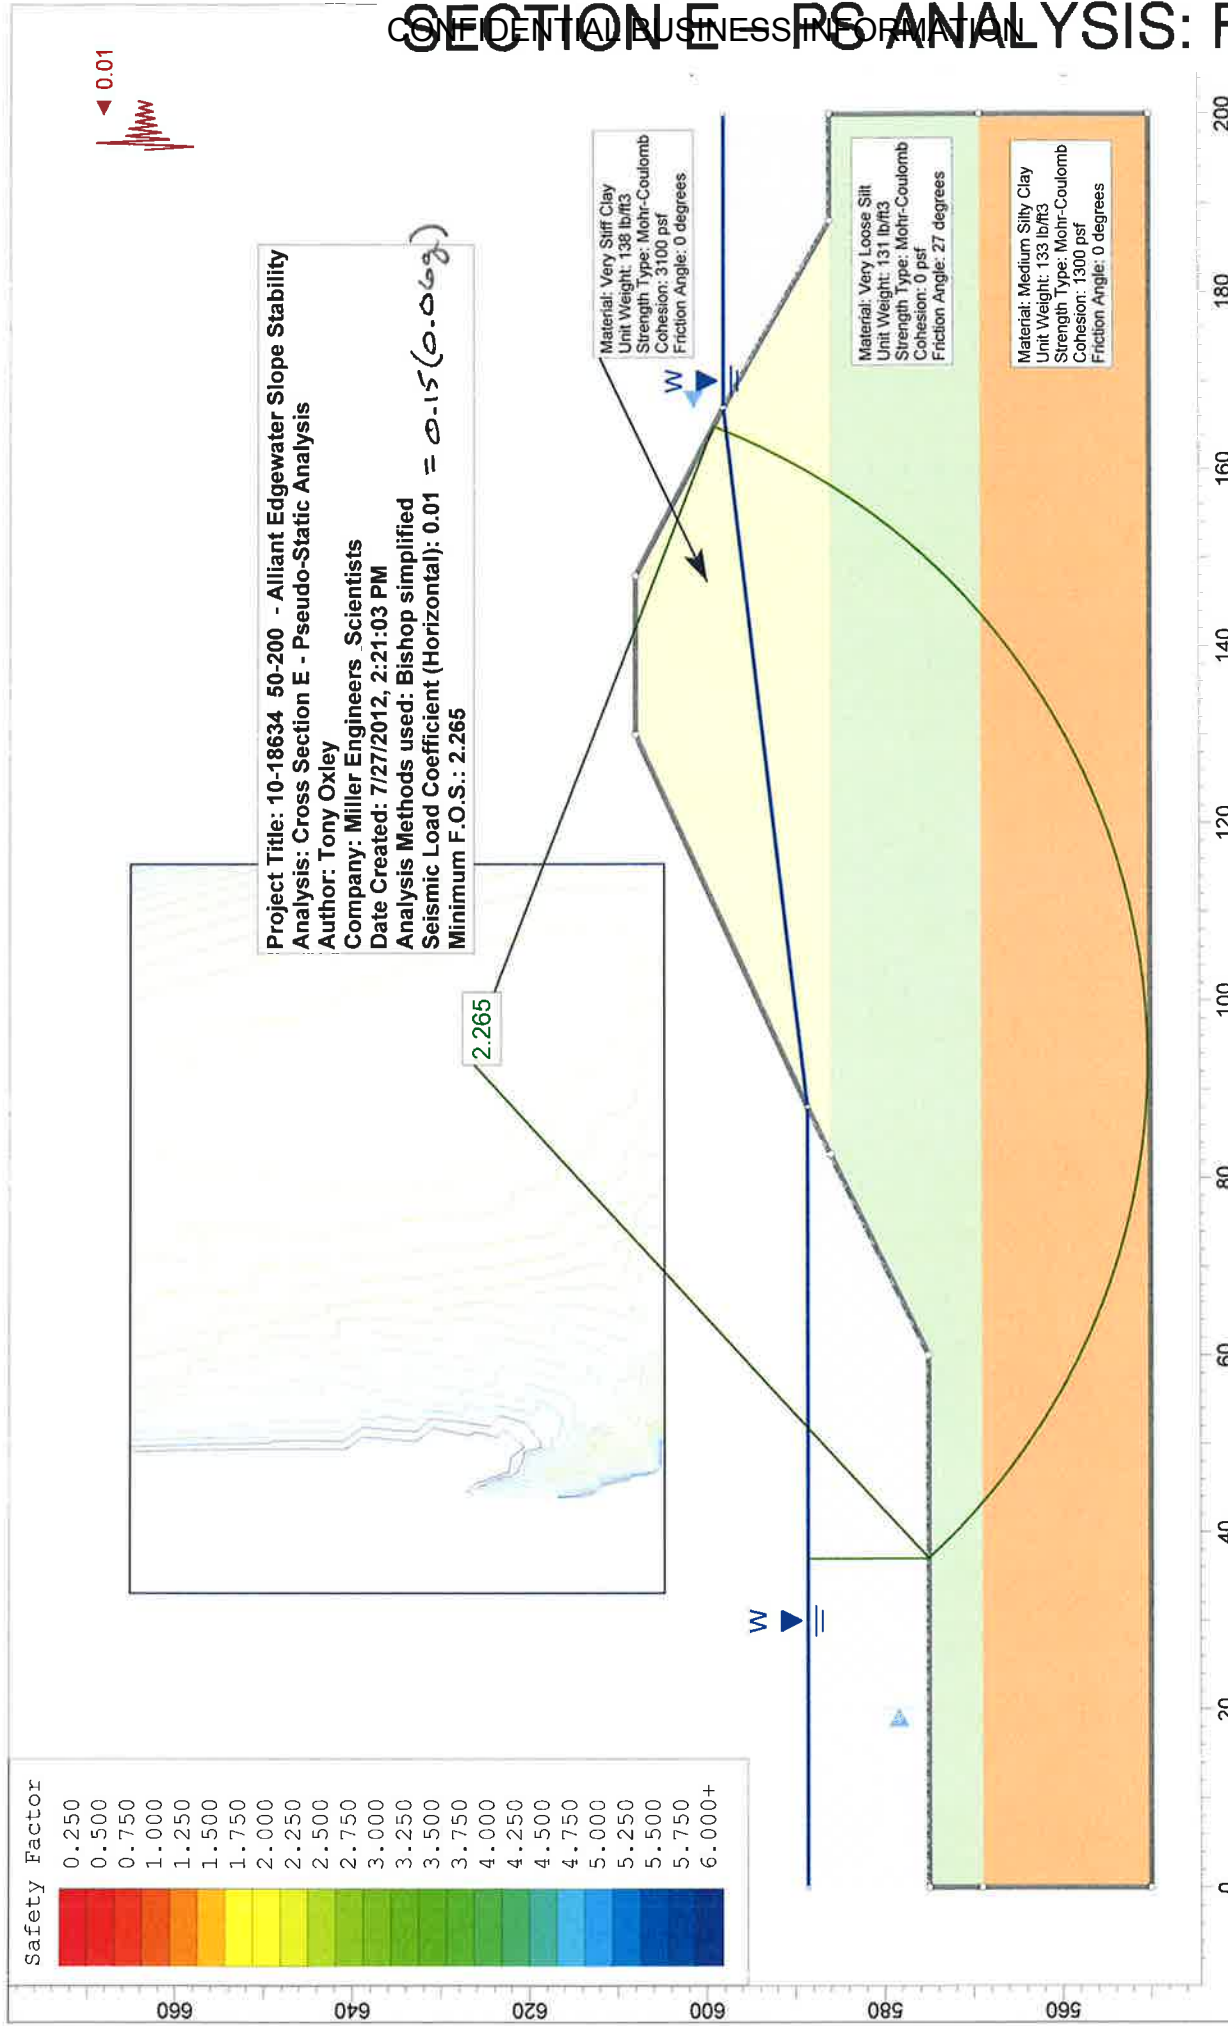 SECTION E – PS ANALYSIS: F
CONFIDENTIAL BUSINESS INFORMATION
0.01
Safety Factor
0.250
0.500
0.750
1.000
1.250
1.500
1.750
2.000
2.250
2.500
2.750
3.000
3.250
3.500
3.750
4.000
4.250
4.500
4.750
5.000
5.250
5.500
5.750
6.000+
Project Title: 10-18634 50-200 - Alliant Edgewater Slope Stability
Analysis: Cross Section E - Pseudo-Static Analysis
Author: Tony Oxley
Company: Miller Engineers Scientists
Date Created: 7/27/2012, 2:21:03 PM
Analysis Methods used: Bishop simplified
Seismic Load Coefficient (Horizontal): 0.01 = 0.15(0.06g)
Minimum F.O.S.: 2.265
2.265
Material: Very Stiff Clay
Unit Weight: 138 lb/ft3
Strength Type: Mohr-Coulomb
Cohesion: 3100 psf
Friction Angle: 0 degrees
W
W
Material: Very Loose Silt
Unit Weight: 131 lb/ft3
Strength Type: Mohr-Coulomb
Cohesion: 0 psf
Friction Angle: 27 degrees
Material: Medium Silty Clay
Unit Weight: 133 lb/ft3
Strength Type: Mohr-Coulomb
Cohesion: 1300 psf
Friction Angle: 0 degrees
660
640
620
600
580
560
0
20
40
60
80
100
120
140
160
180
200